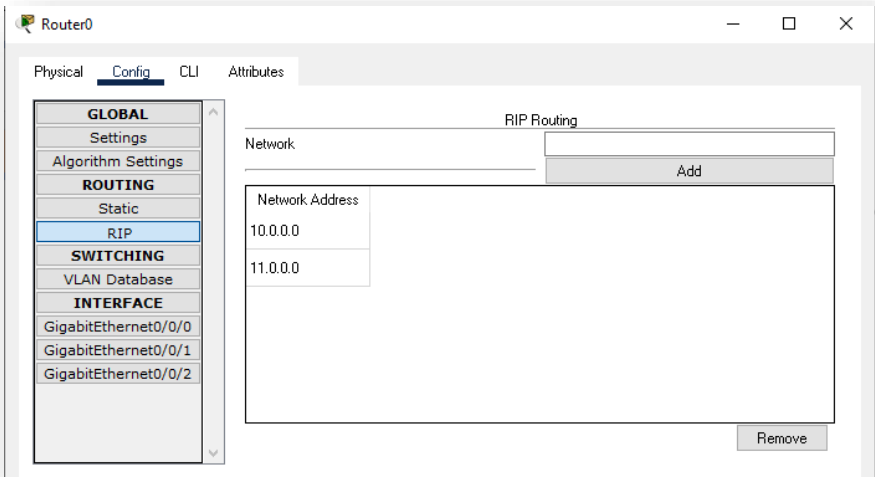 Router0
Physical Config CLI Attributes
GLOBAL
Settings
Algorithm Settings
ROUTING
Static
RIP
SWITCHING
VLAN Database
INTERFACE
GigabitEthernet0/0/0
GigabitEthernet0/0/1
GigabitEthernet0/0/2
RIP Routing
Network
Add
Network Address
10.0.0.0
11.0.0.0
Remove